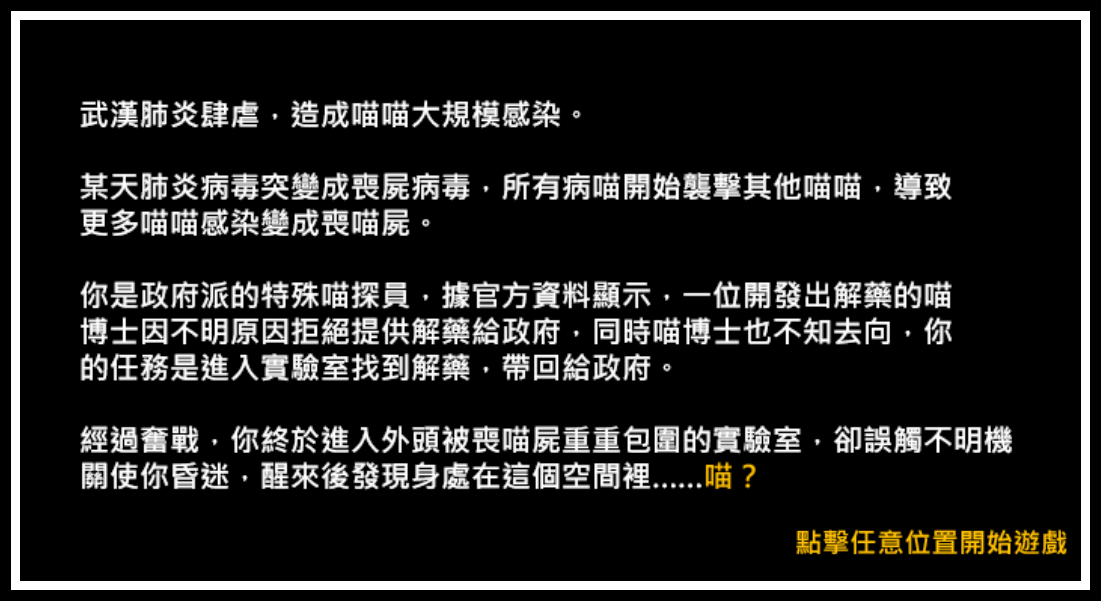 武漢肺炎肆虐，造成喵喵大規模感染。
某天肺炎病毒突變成喪屍病毒，所有病喵開始襲擊其他喵喵，導致
更多喵喵感染變成喪喵屍。
你是政府派的特殊喵探員，據官方資料顯示，一位開發出解藥的喵
博士因不明原因拒絕提供解藥給政府，同時喵博士也不知去向，你
的任務是進入實驗室找到解藥，帶回給政府。
經過奮戰，你終於進入外頭被喪喵屍重重包圍的實驗室，卻誤觸不明機
關使你昏迷，醒來後發現身處在這個空間裡......喵？
點擊任意位置開始遊戲